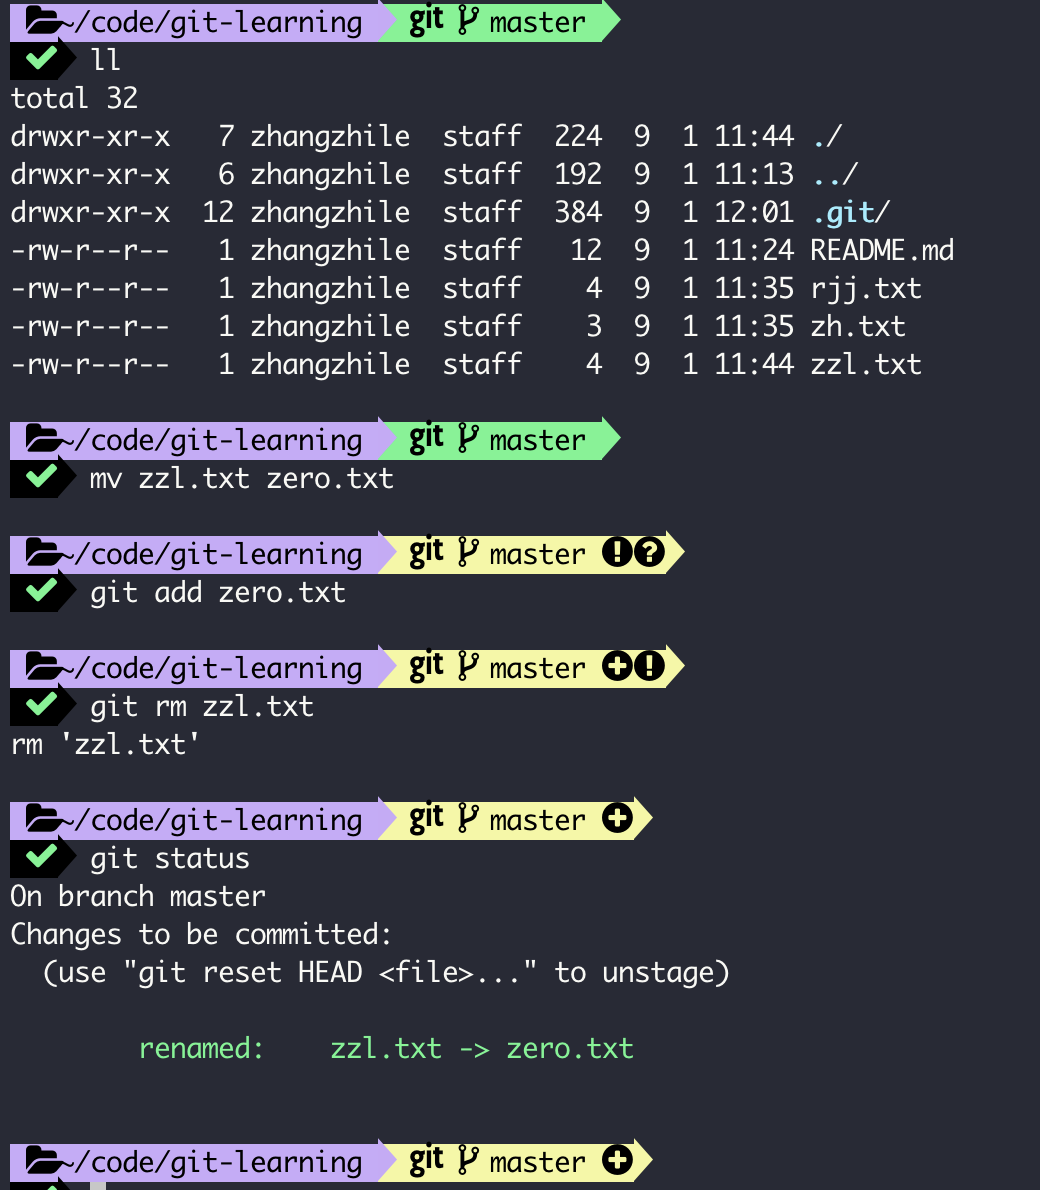 ~/code/git-learning git master
ll
total 32
drwxr-xr-x   7 zhangzhile  staff  224  9  1 11:44 ./
drwxr-xr-x   6 zhangzhile  staff  192  9  1 11:13 ../
drwxr-xr-x  12 zhangzhile  staff  384  9  1 12:01 .git/
-rw-r--r--   1 zhangzhile  staff   12  9  1 11:24 README.md
-rw-r--r--   1 zhangzhile  staff    4  9  1 11:35 rjj.txt
-rw-r--r--   1 zhangzhile  staff    3  9  1 11:35 zh.txt
-rw-r--r--   1 zhangzhile  staff    4  9  1 11:44 zzl.txt
~/code/git-learning git master
mv zzl.txt zero.txt
~/code/git-learning git master !?
git add zero.txt
~/code/git-learning git master +!
git rm zzl.txt
rm 'zzl.txt'
~/code/git-learning git master +
git status
On branch master
Changes to be committed:
  (use "git reset HEAD <file>..." to unstage)
        renamed:    zzl.txt -> zero.txt
~/code/git-learning git master +